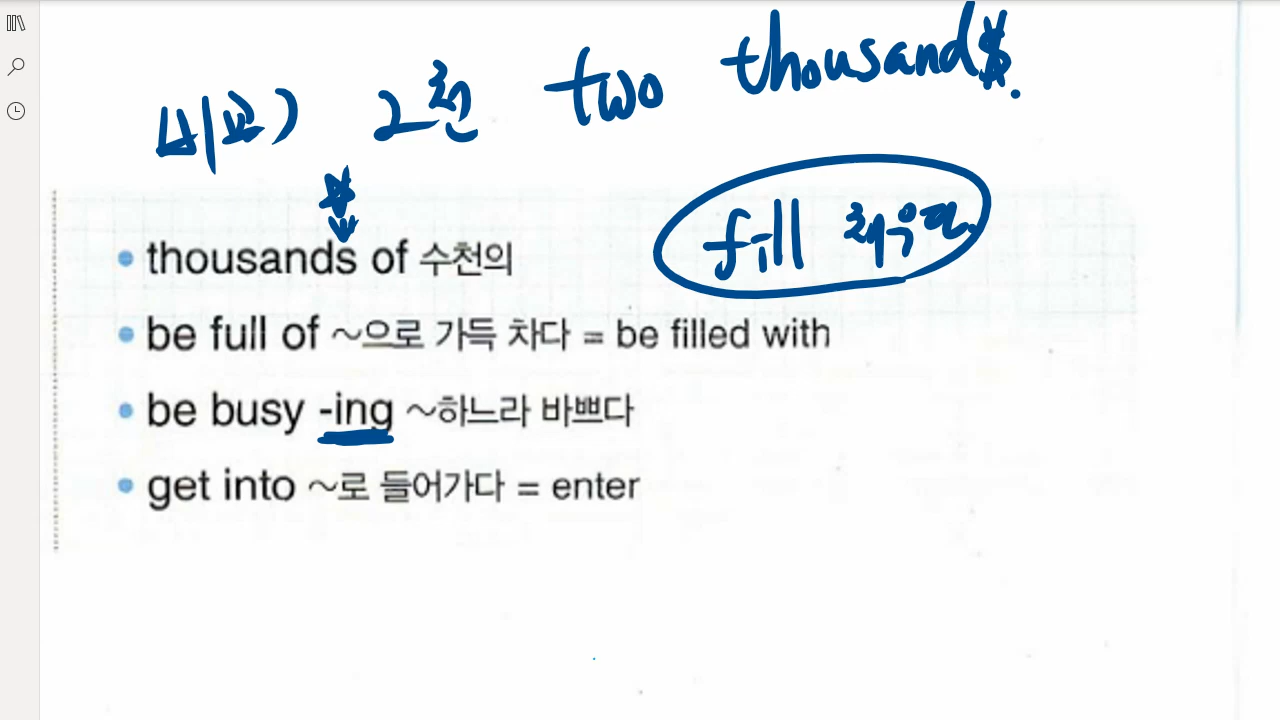 비교) 2천 two thousands.
fill 채우다.
• thousands of 수천의
• be full of ~으로 가득 차다 = be filled with
• be busy -ing ~하느라 바쁘다
• get into ~로 들어가다 = enter